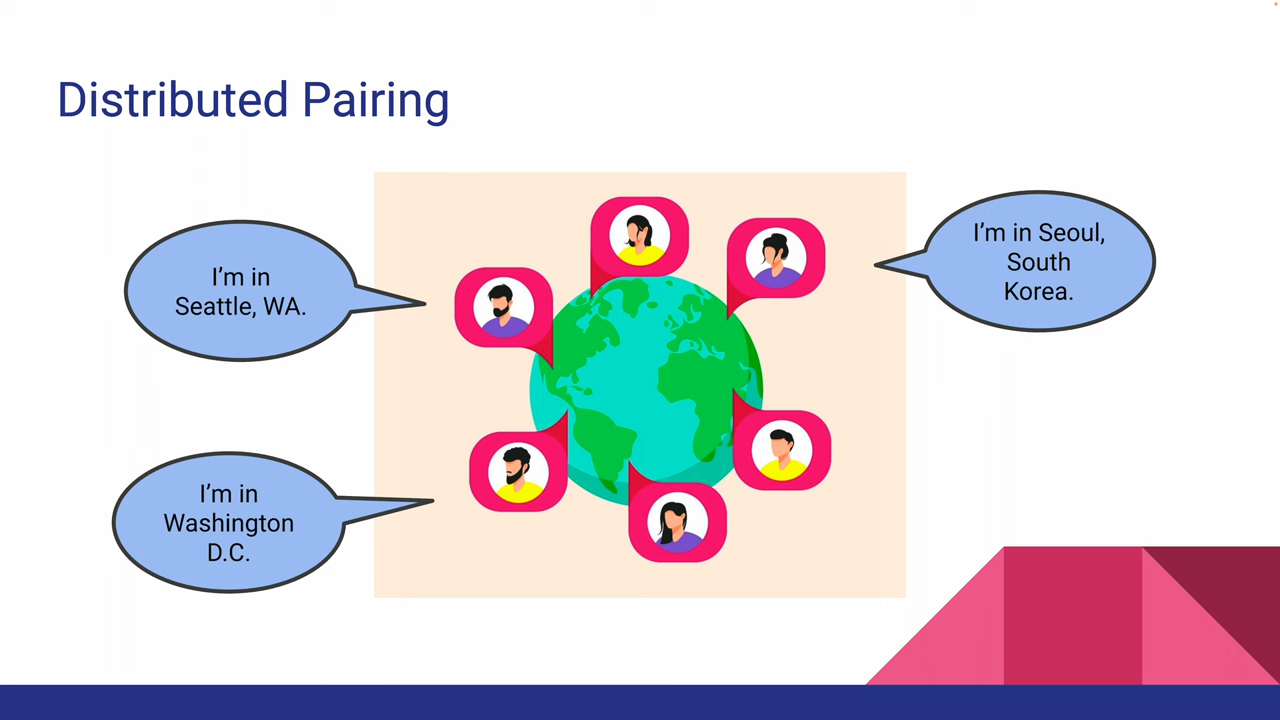 Distributed Pairing
I’m in
Seattle, WA.
I’m in Seoul,
South
Korea.
I’m in
Washington
D.C.